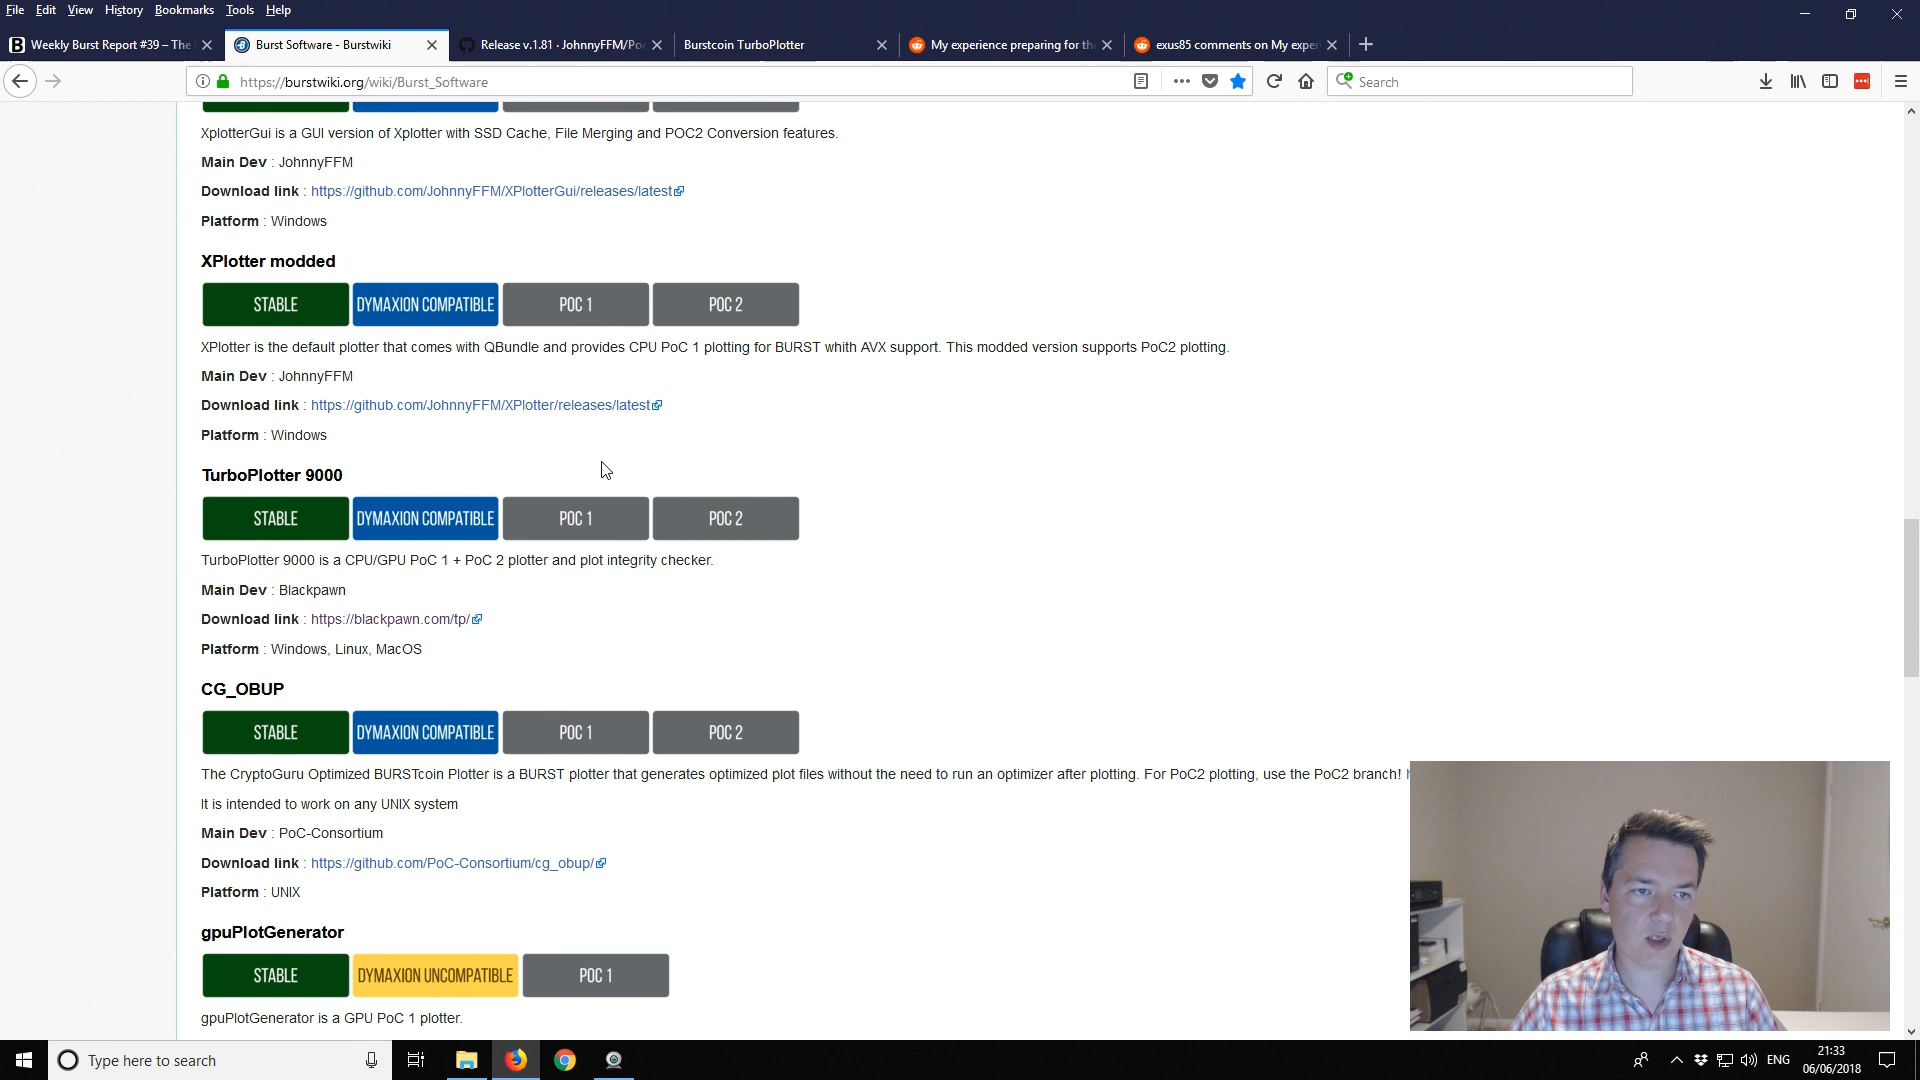 File Edit View History Bookmarks Tools Help
Weekly Burst Report #39 – The
Burst Software - Burstwiki
Release v.1.81 · JohnnyFFM/Poc
Burstcoin TurboPlotter
My experience preparing for th
exus85 comments on My exper
https://burstwiki.org/wiki/Burst_Software
Search
XplotterGui is a GUI version of Xplotter with SSD Cache, File Merging and POC2 Conversion features.
Main Dev : JohnnyFFM
Download link : https://github.com/JohnnyFFM/XPlotterGui/releases/latest
Platform : Windows
XPlotter modded
STABLE DYMAXION COMPATIBLE POC 1 POC 2
XPlotter is the default plotter that comes with QBundle and provides CPU PoC 1 plotting for BURST whith AVX support. This modded version supports PoC2 plotting.
Main Dev : JohnnyFFM
Download link : https://github.com/JohnnyFFM/XPlotter/releases/latest
Platform : Windows
TurboPlotter 9000
STABLE DYMAXION COMPATIBLE POC 1 POC 2
TurboPlotter 9000 is a CPU/GPU PoC 1 + PoC 2 plotter and plot integrity checker.
Main Dev : Blackpawn
Download link : https://blackpawn.com/tp/
Platform : Windows, Linux, MacOS
CG_OBUP
STABLE DYMAXION COMPATIBLE POC 1 POC 2
The CryptoGuru Optimized BURSTcoin Plotter is a BURST plotter that generates optimized plot files without the need to run an optimizer after plotting. For PoC2 plotting, use the PoC2 branch!
It is intended to work on any UNIX system
Main Dev : PoC-Consortium
Download link : https://github.com/PoC-Consortium/cg_obup/
Platform : UNIX
gpuPlotGenerator
STABLE DYMAXION UNCOMPATIBLE POC 1
gpuPlotGenerator is a GPU PoC 1 plotter.
Type here to search
ENG
21:33
06/06/2018